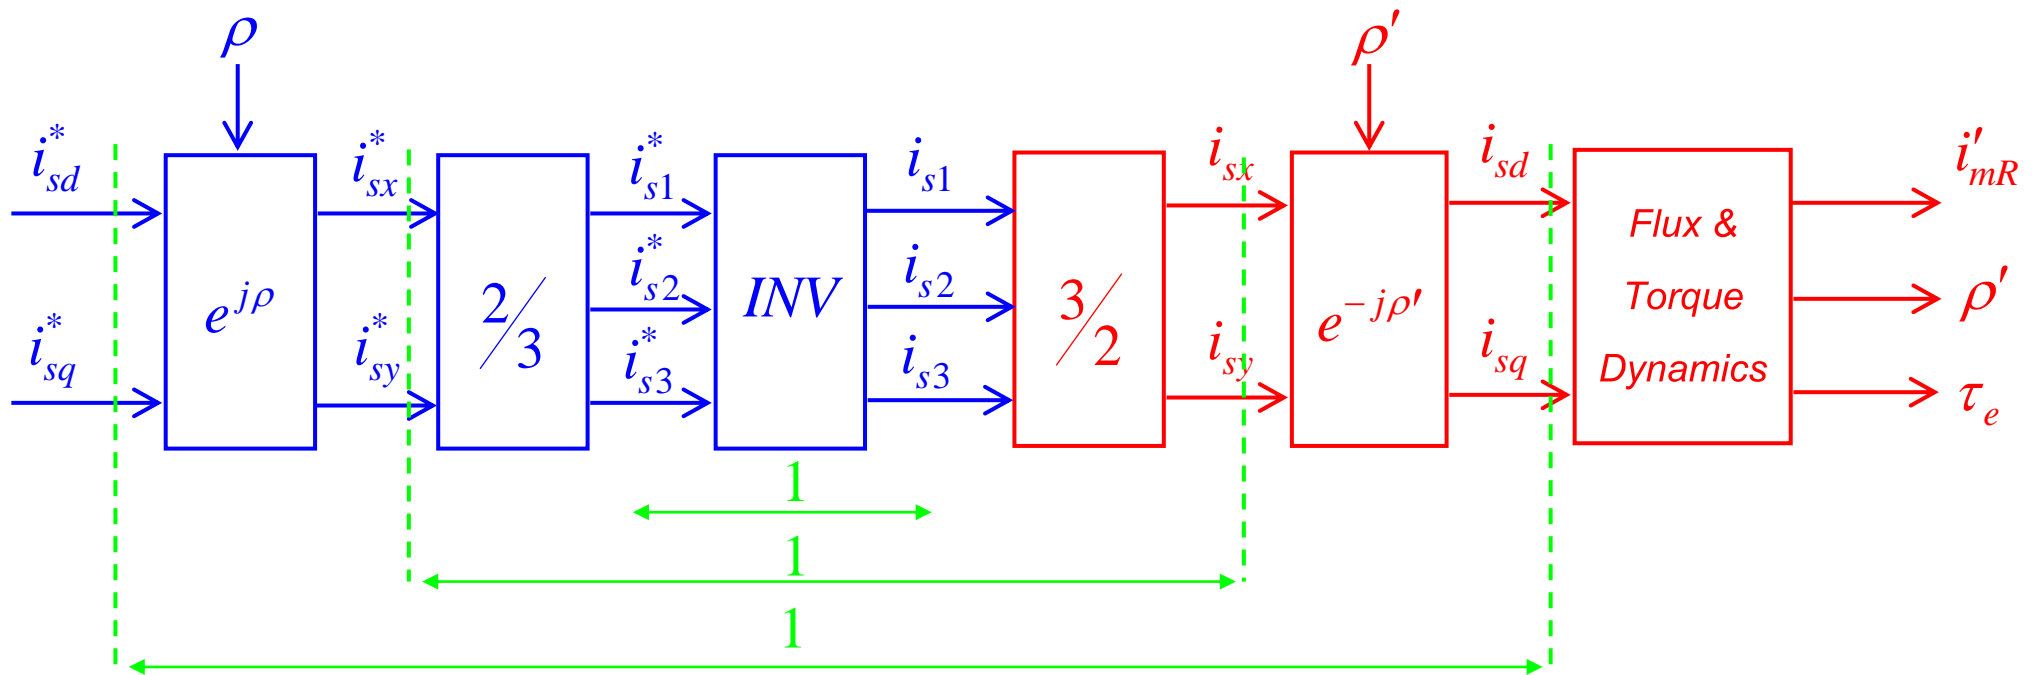 ρ
ρ′
i*sd
i*sx
i*s1
is1
isx
isd
i′mR
i*s2
is2
ejρ
2/3
INV
3/2
e−jρ′
Flux &
Torque
Dynamics
ρ′
i*sq
i*sy
i*s3
is3
isy
isq
τe
1
1
1